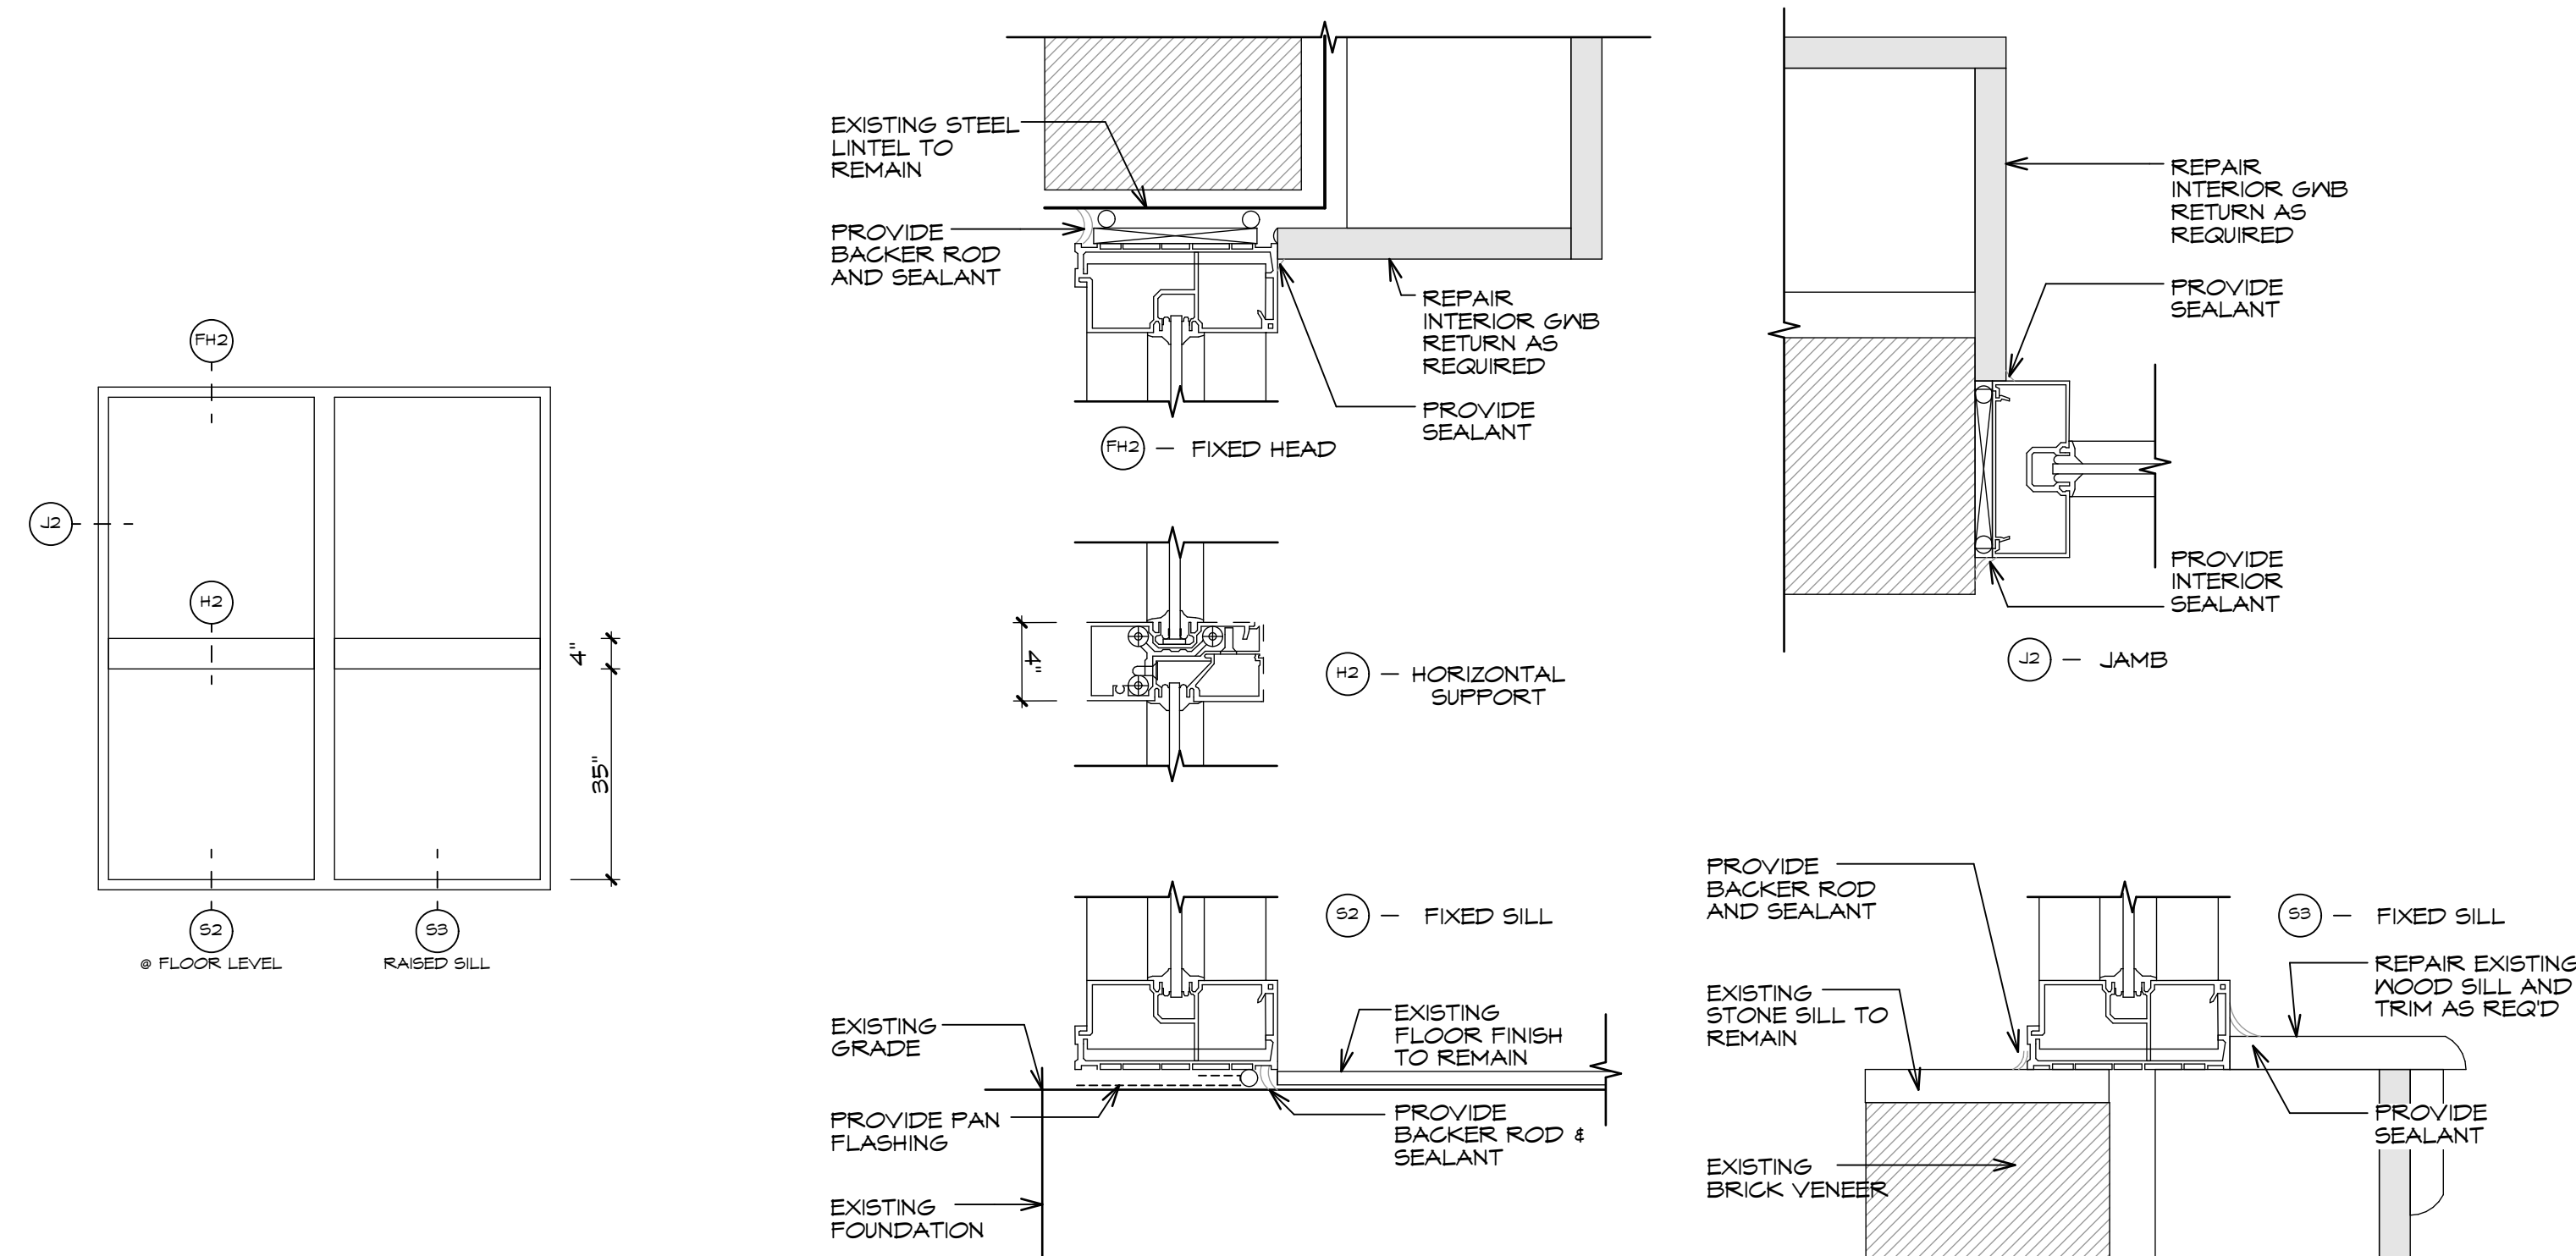 FH2
J2
H2
4"
35"
S2
@ FLOOR LEVEL
S3
RAISED SILL
EXISTING STEEL
LINTEL TO
REMAIN
PROVIDE
BACKER ROD
AND SEALANT
REPAIR
INTERIOR GWB
RETURN AS
REQUIRED
PROVIDE
SEALANT
FH2 — FIXED HEAD
4"
H2 — HORIZONTAL
SUPPORT
S2 — FIXED SILL
EXISTING
GRADE
EXISTING
FLOOR FINISH
TO REMAIN
PROVIDE PAN
FLASHING
PROVIDE
BACKER ROD &
SEALANT
EXISTING
FOUNDATION
REPAIR
INTERIOR GWB
RETURN AS
REQUIRED
PROVIDE
SEALANT
PROVIDE
INTERIOR
SEALANT
J2 — JAMB
PROVIDE
BACKER ROD
AND SEALANT
S3 — FIXED SILL
REPAIR EXISTING
WOOD SILL AND
TRIM AS REQ'D
EXISTING
STONE SILL TO
REMAIN
PROVIDE
SEALANT
EXISTING
BRICK VENEER